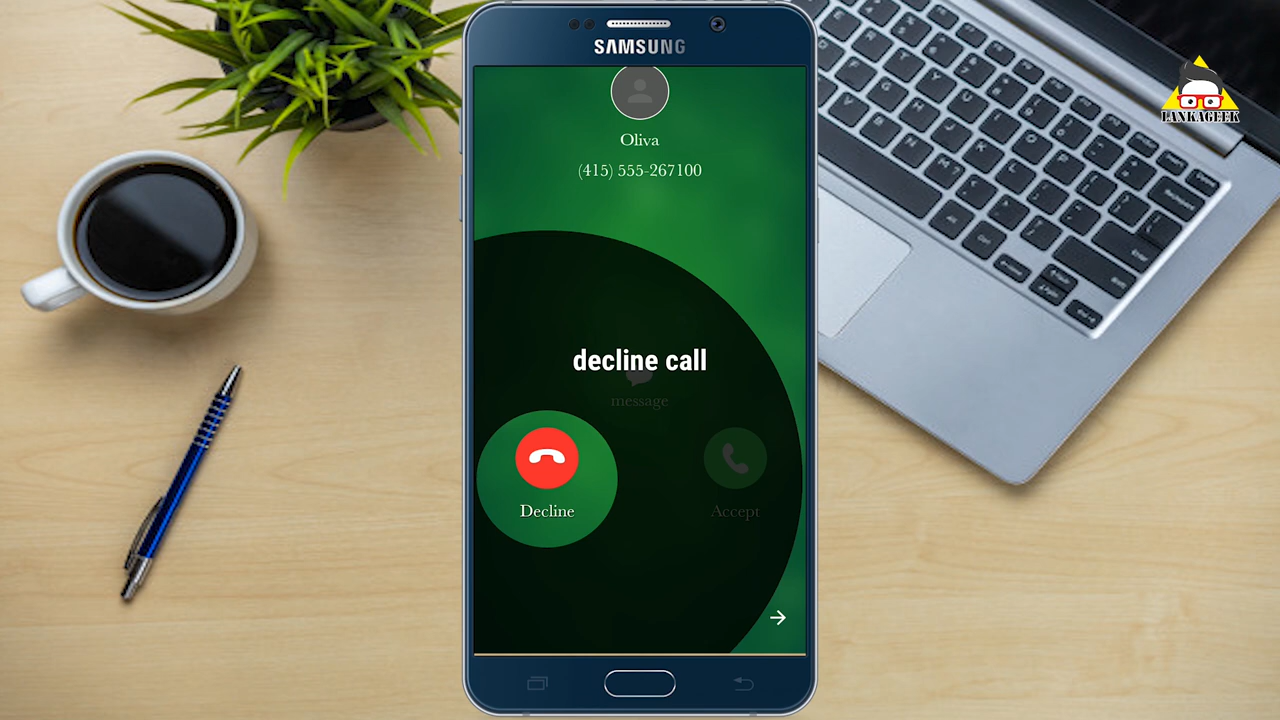 SAMSUNG
LANKAGEEK
Oliva
(415) 555-267100
decline call
message
Decline
Accept